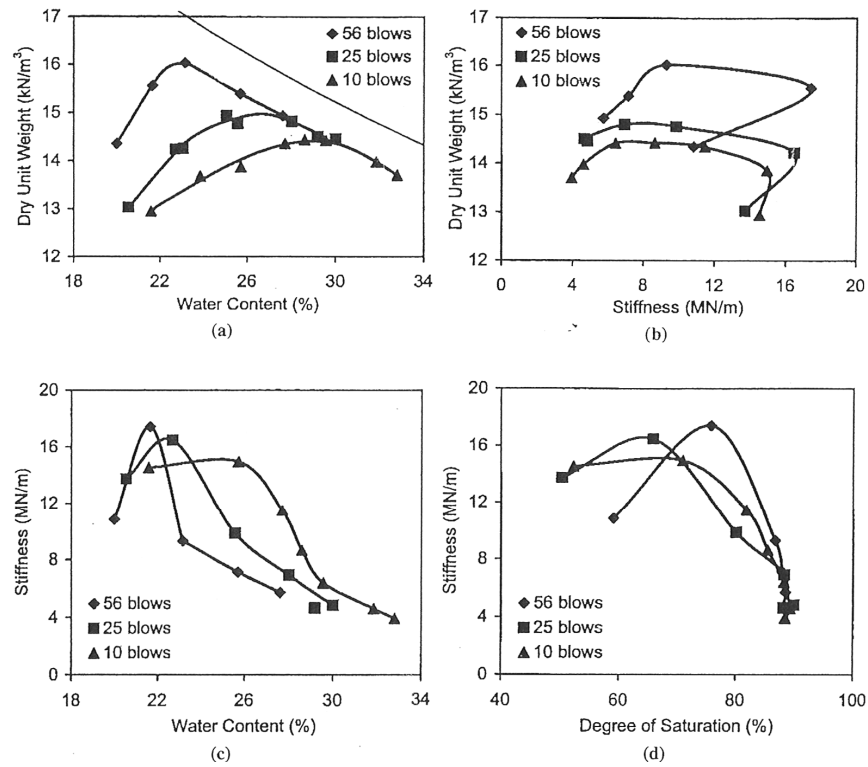 17
16
15
14
13
12
Dry Unit Weight (kN/m³)
56 blows
25 blows
10 blows
18 22 26 30 34
Water Content (%)
(a)
17
16
15
14
13
12
Dry Unit Weight (kN/m³)
56 blows
25 blows
10 blows
0 4 8 12 16 20
Stiffness (MN/m)
(b)
20
16
12
8
4
0
Stiffness (MN/m)
56 blows
25 blows
10 blows
18 22 26 30 34
Water Content (%)
(c)
20
16
12
8
4
0
Stiffness (MN/m)
56 blows
25 blows
10 blows
40 60 80 100
Degree of Saturation (%)
(d)